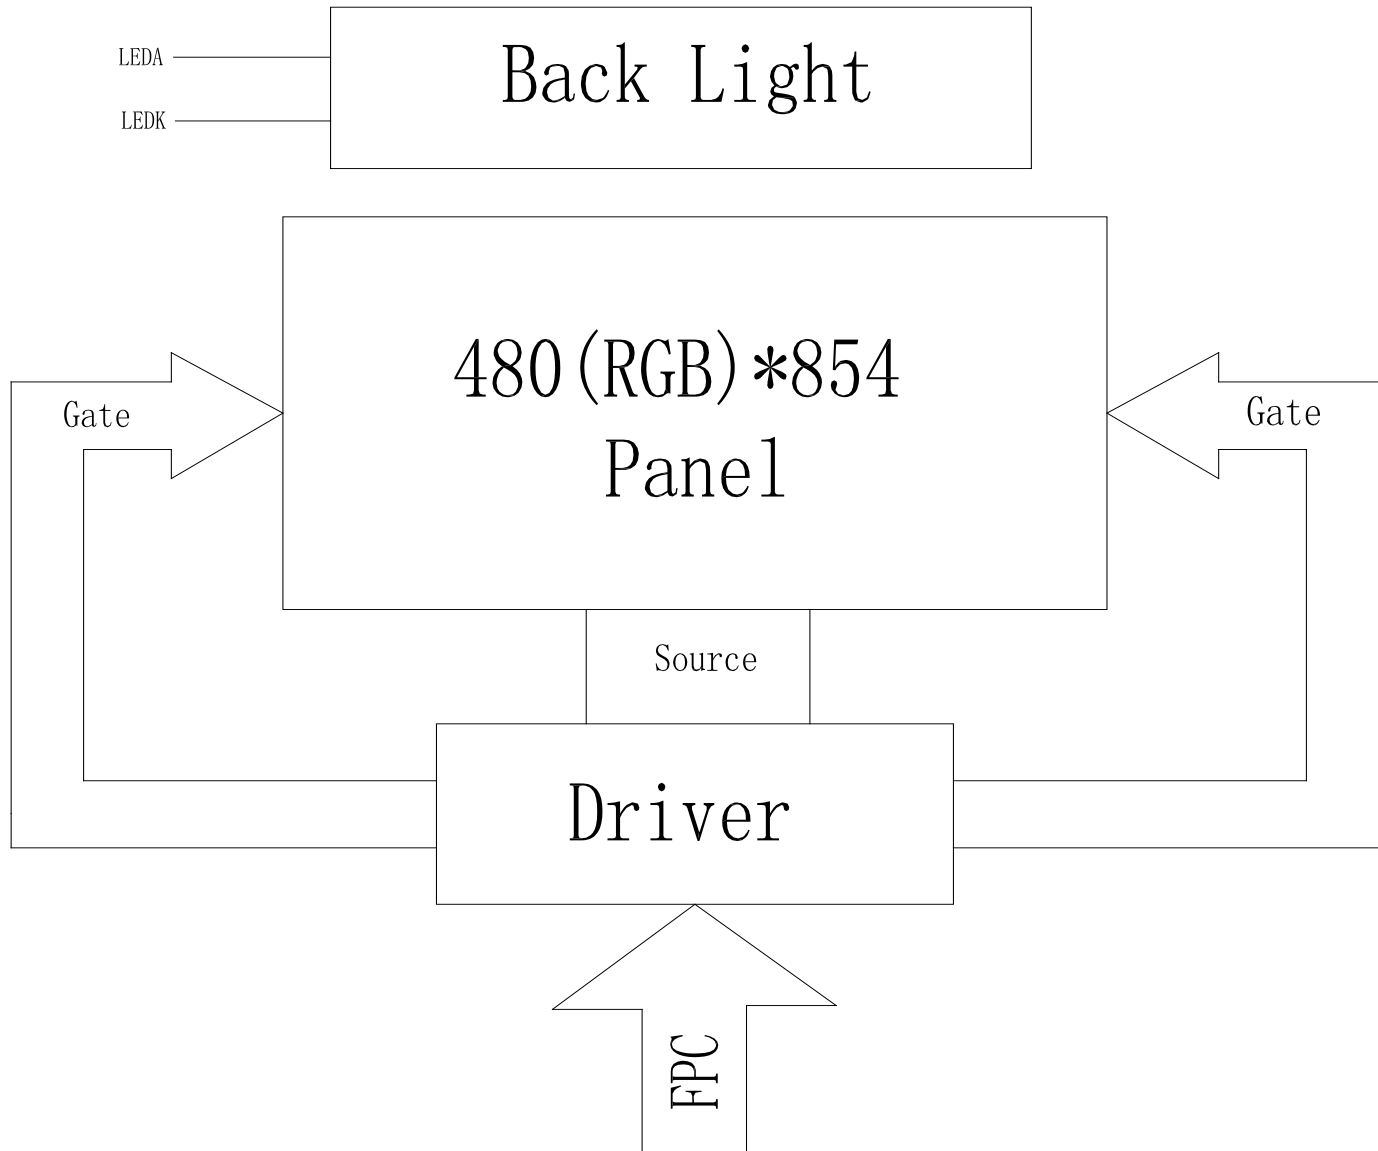 LEDA
Back Light
LEDK
480(RGB)*854
Panel
Gate
Gate
Source
Driver
FPC